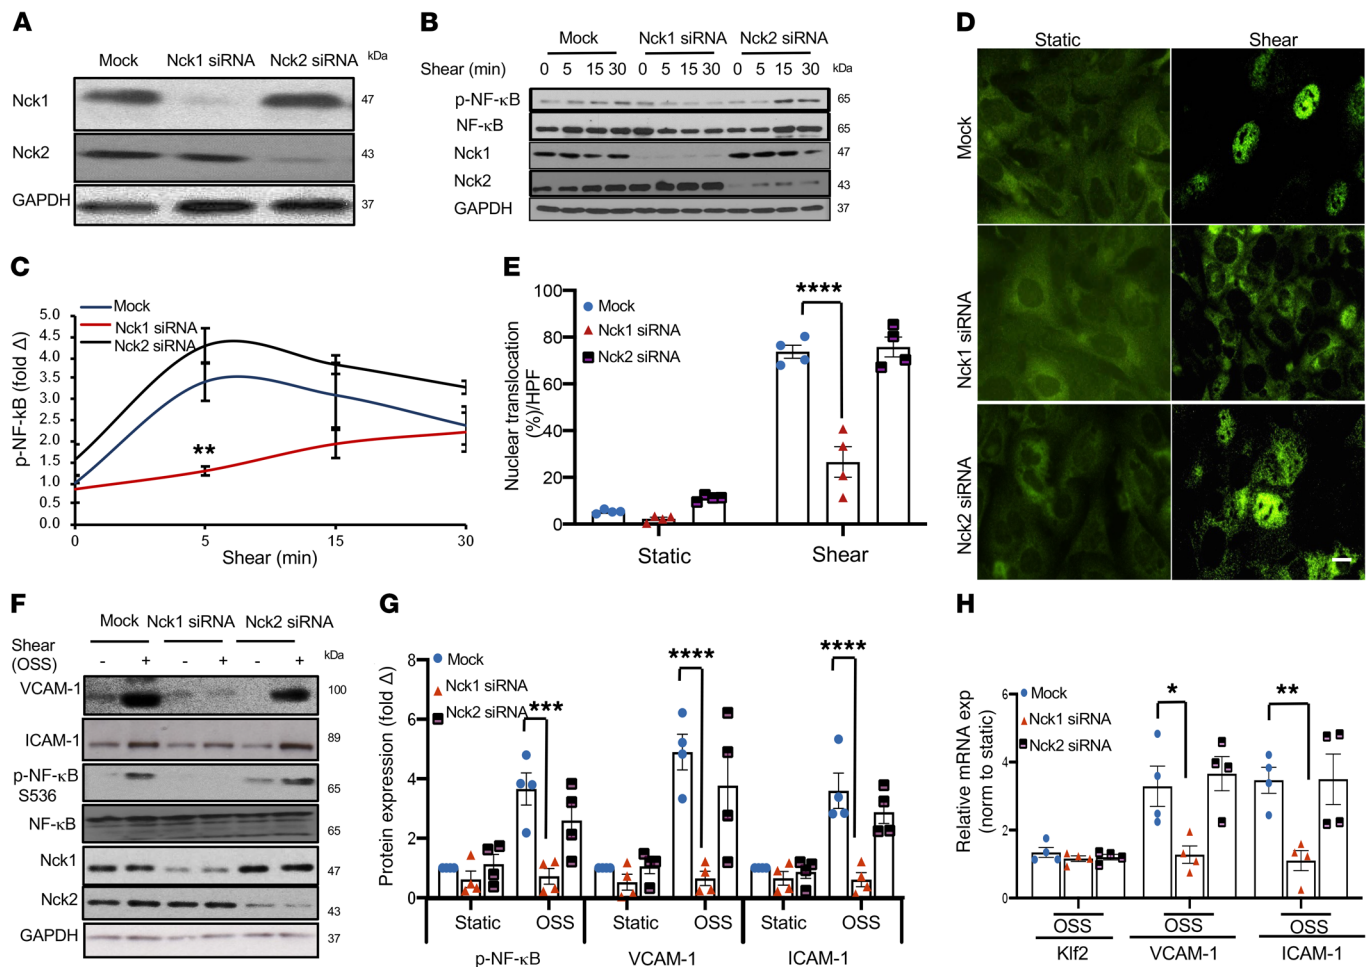 A
Mock Nck1 siRNA Nck2 siRNA kDa
Nck1 47
Nck2 43
GAPDH 37
B
Mock Nck1 siRNA Nck2 siRNA
Shear (min) 0 5 15 30 0 5 15 30 0 5 15 30 kDa
p-NF-κB 65
NF-κB 65
Nck1 47
Nck2 43
GAPDH 37
C
Mock
Nck1 siRNA
Nck2 siRNA
p-NF-kB (fold Δ)
5.0
4.5
4.0
3.5
3.0
2.5
2.0
1.5
1.0
0.5
0.0
**
0 5 15 30
Shear (min)
D
Static Shear
Mock
Nck1 siRNA
Nck2 siRNA
E
Nuclear translocation
(%)/HPF
100
80
60
40
20
0
Mock
Nck1 siRNA
Nck2 siRNA
****
Static Shear
F
Mock Nck1 siRNA Nck2 siRNA
Shear
(OSS) - + - + - + kDa
VCAM-1 100
ICAM-1 89
p-NF-κB
S536 65
NF-κB 65
Nck1 47
Nck2 43
GAPDH 37
G
Protein expression (fold Δ)
8
6
4
2
0
Mock
Nck1 siRNA
Nck2 siRNA
*** **** ****
Static OSS Static OSS Static OSS
p-NF-κB VCAM-1 ICAM-1
H
Relative mRNA exp
(norm to static)
6
4
2
0
Mock
Nck1 siRNA
Nck2 siRNA
* **
OSS OSS OSS
Klf2 VCAM-1 ICAM-1